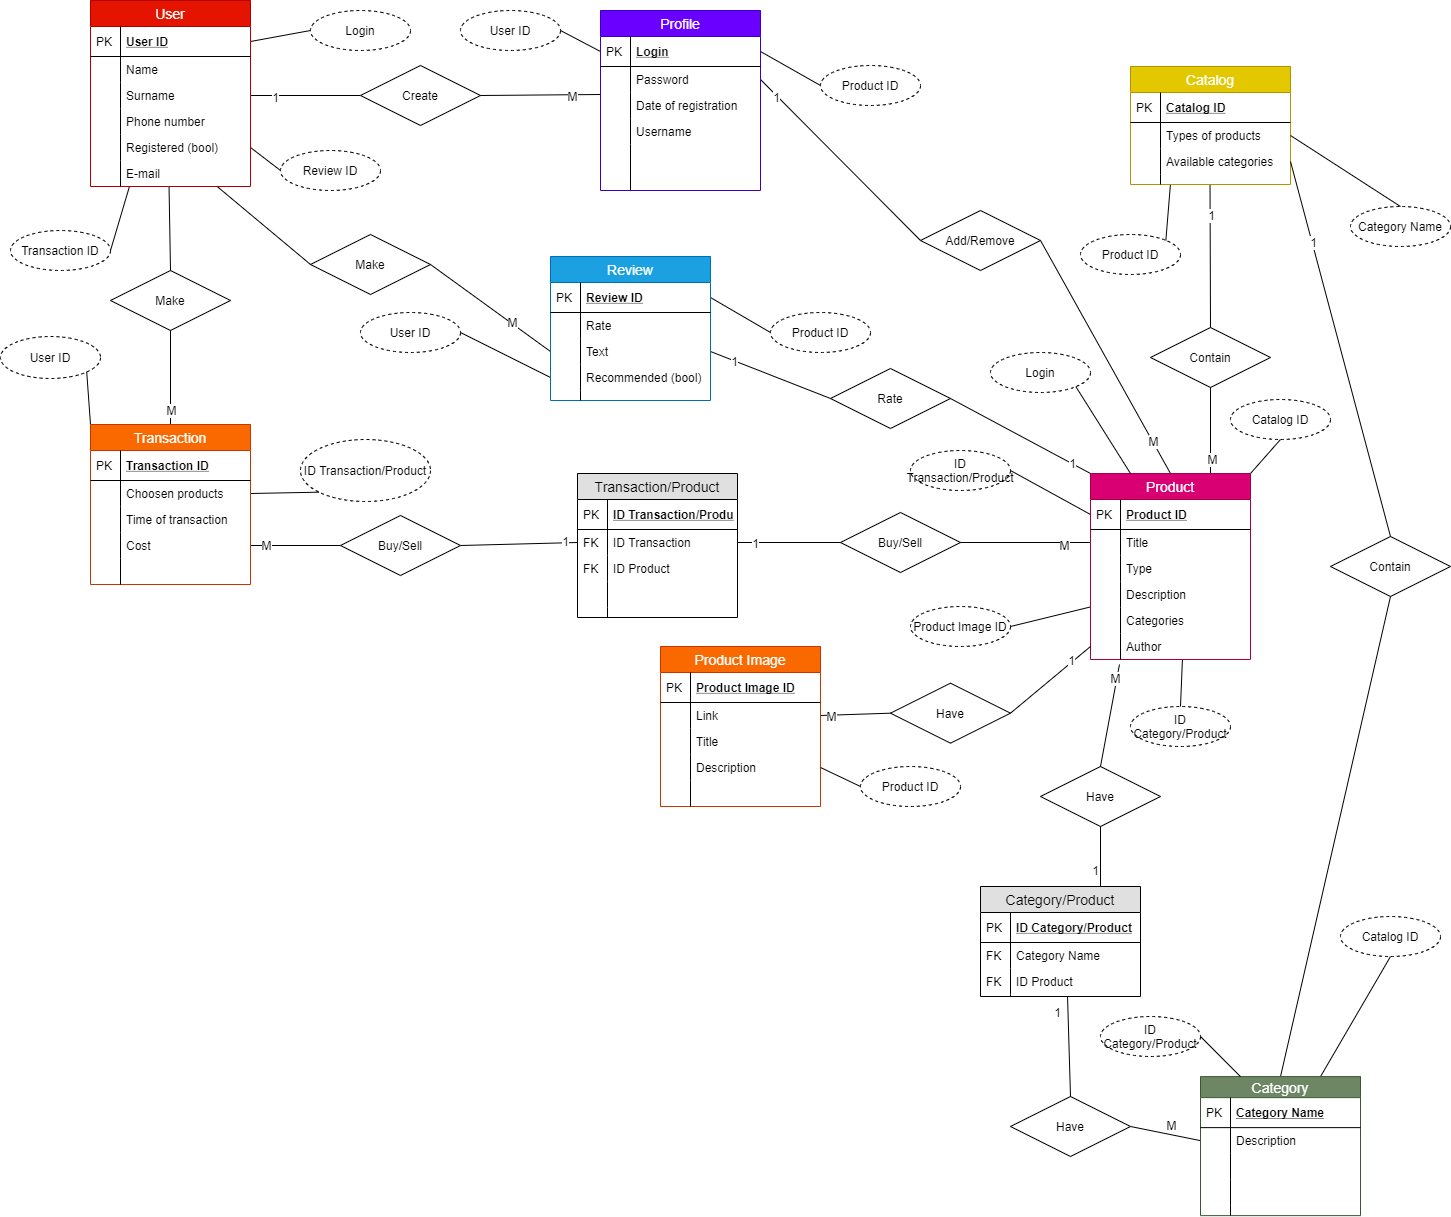 User
PK User ID
Name
Surname
Phone number
Registered (bool)
E-mail
Login
1
Create
M
Review ID
Transaction ID
User ID
Profile
PK Login
Password
Date of registration
Username
Product ID
1
Add/Remove
M
Catalog
PK Catalog ID
Types of products
Available categories
Category Name
Product ID
1
Contain
M
1
Contain
Make
M
Make
M
User ID
Review
PK Review ID
Rate
Text
Recommended (bool)
User ID
Product ID
1
Rate
1
Login
Catalog ID
Transaction
PK Transaction ID
Choosen products
Time of transaction
Cost
ID Transaction/Product
M
Buy/Sell
1
Transaction/Product
PK ID Transaction/Produ
FK ID Transaction
FK ID Product
1
Buy/Sell
M
ID
Transaction/Product
Product
PK Product ID
Title
Type
Description
Categories
Author
Product Image ID
Product Image
PK Product Image ID
Link
Title
Description
M
Have
1
Product ID
M
ID
Category/Product
Have
1
Category/Product
PK ID Category/Product
FK Category Name
FK ID Product
1
Have
M
ID
Category/Product
Catalog ID
Category
PK Category Name
Description